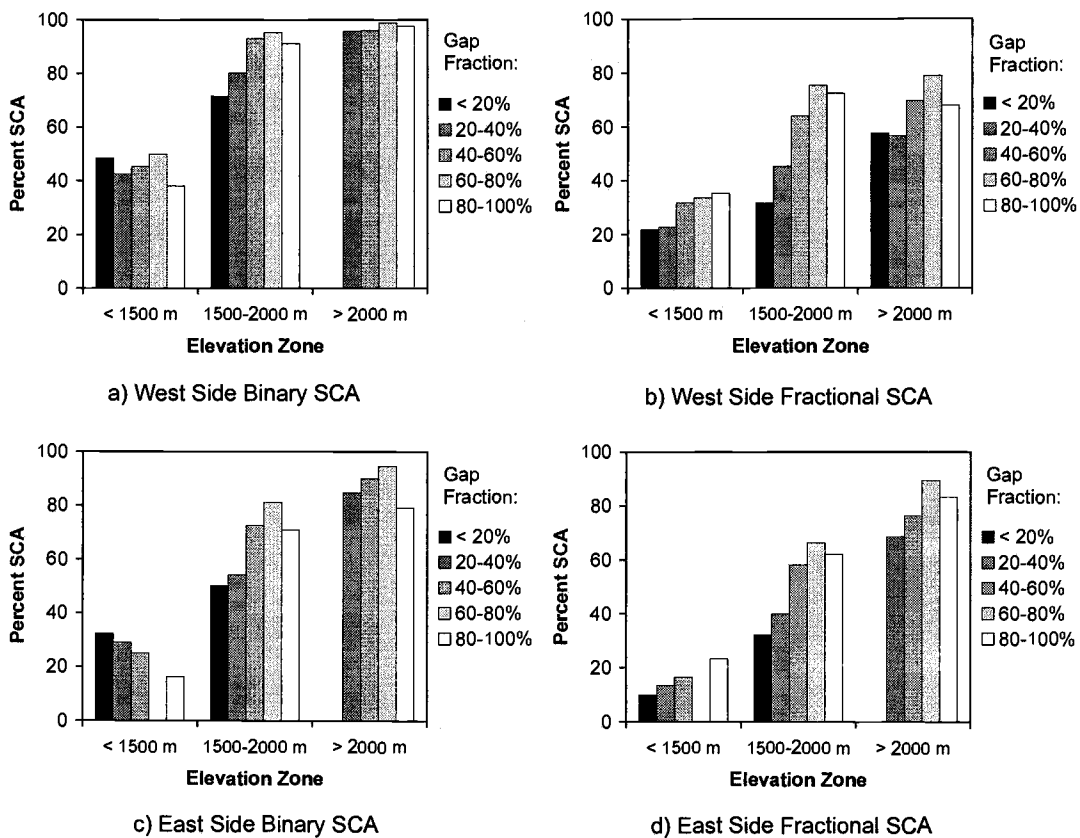 100
80
60
40
20
0
Percent SCA
< 1500 m
1500-2000 m
> 2000 m
Elevation Zone
Gap
Fraction:
< 20%
20-40%
40-60%
60-80%
80-100%
a) West Side Binary SCA
100
80
60
40
20
0
Percent SCA
< 1500 m
1500-2000 m
> 2000 m
Elevation Zone
Gap
Fraction:
< 20%
20-40%
40-60%
60-80%
80-100%
b) West Side Fractional SCA
100
80
60
40
20
0
Percent SCA
< 1500 m
1500-2000 m
> 2000 m
Elevation Zone
Gap
Fraction:
< 20%
20-40%
40-60%
60-80%
80-100%
c) East Side Binary SCA
100
80
60
40
20
0
Percent SCA
< 1500 m
1500-2000 m
> 2000 m
Elevation Zone
Gap
Fraction:
< 20%
20-40%
40-60%
60-80%
80-100%
d) East Side Fractional SCA